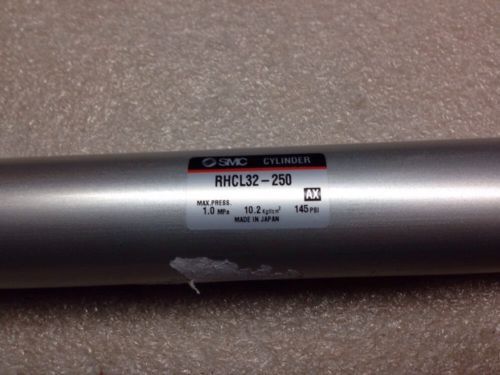 SMC CYLINDER
RHCL32-250
AX
MAX.PRESS.
1.0 MPa 10.2 kgf/cm² 145 PSI
MADE IN JAPAN